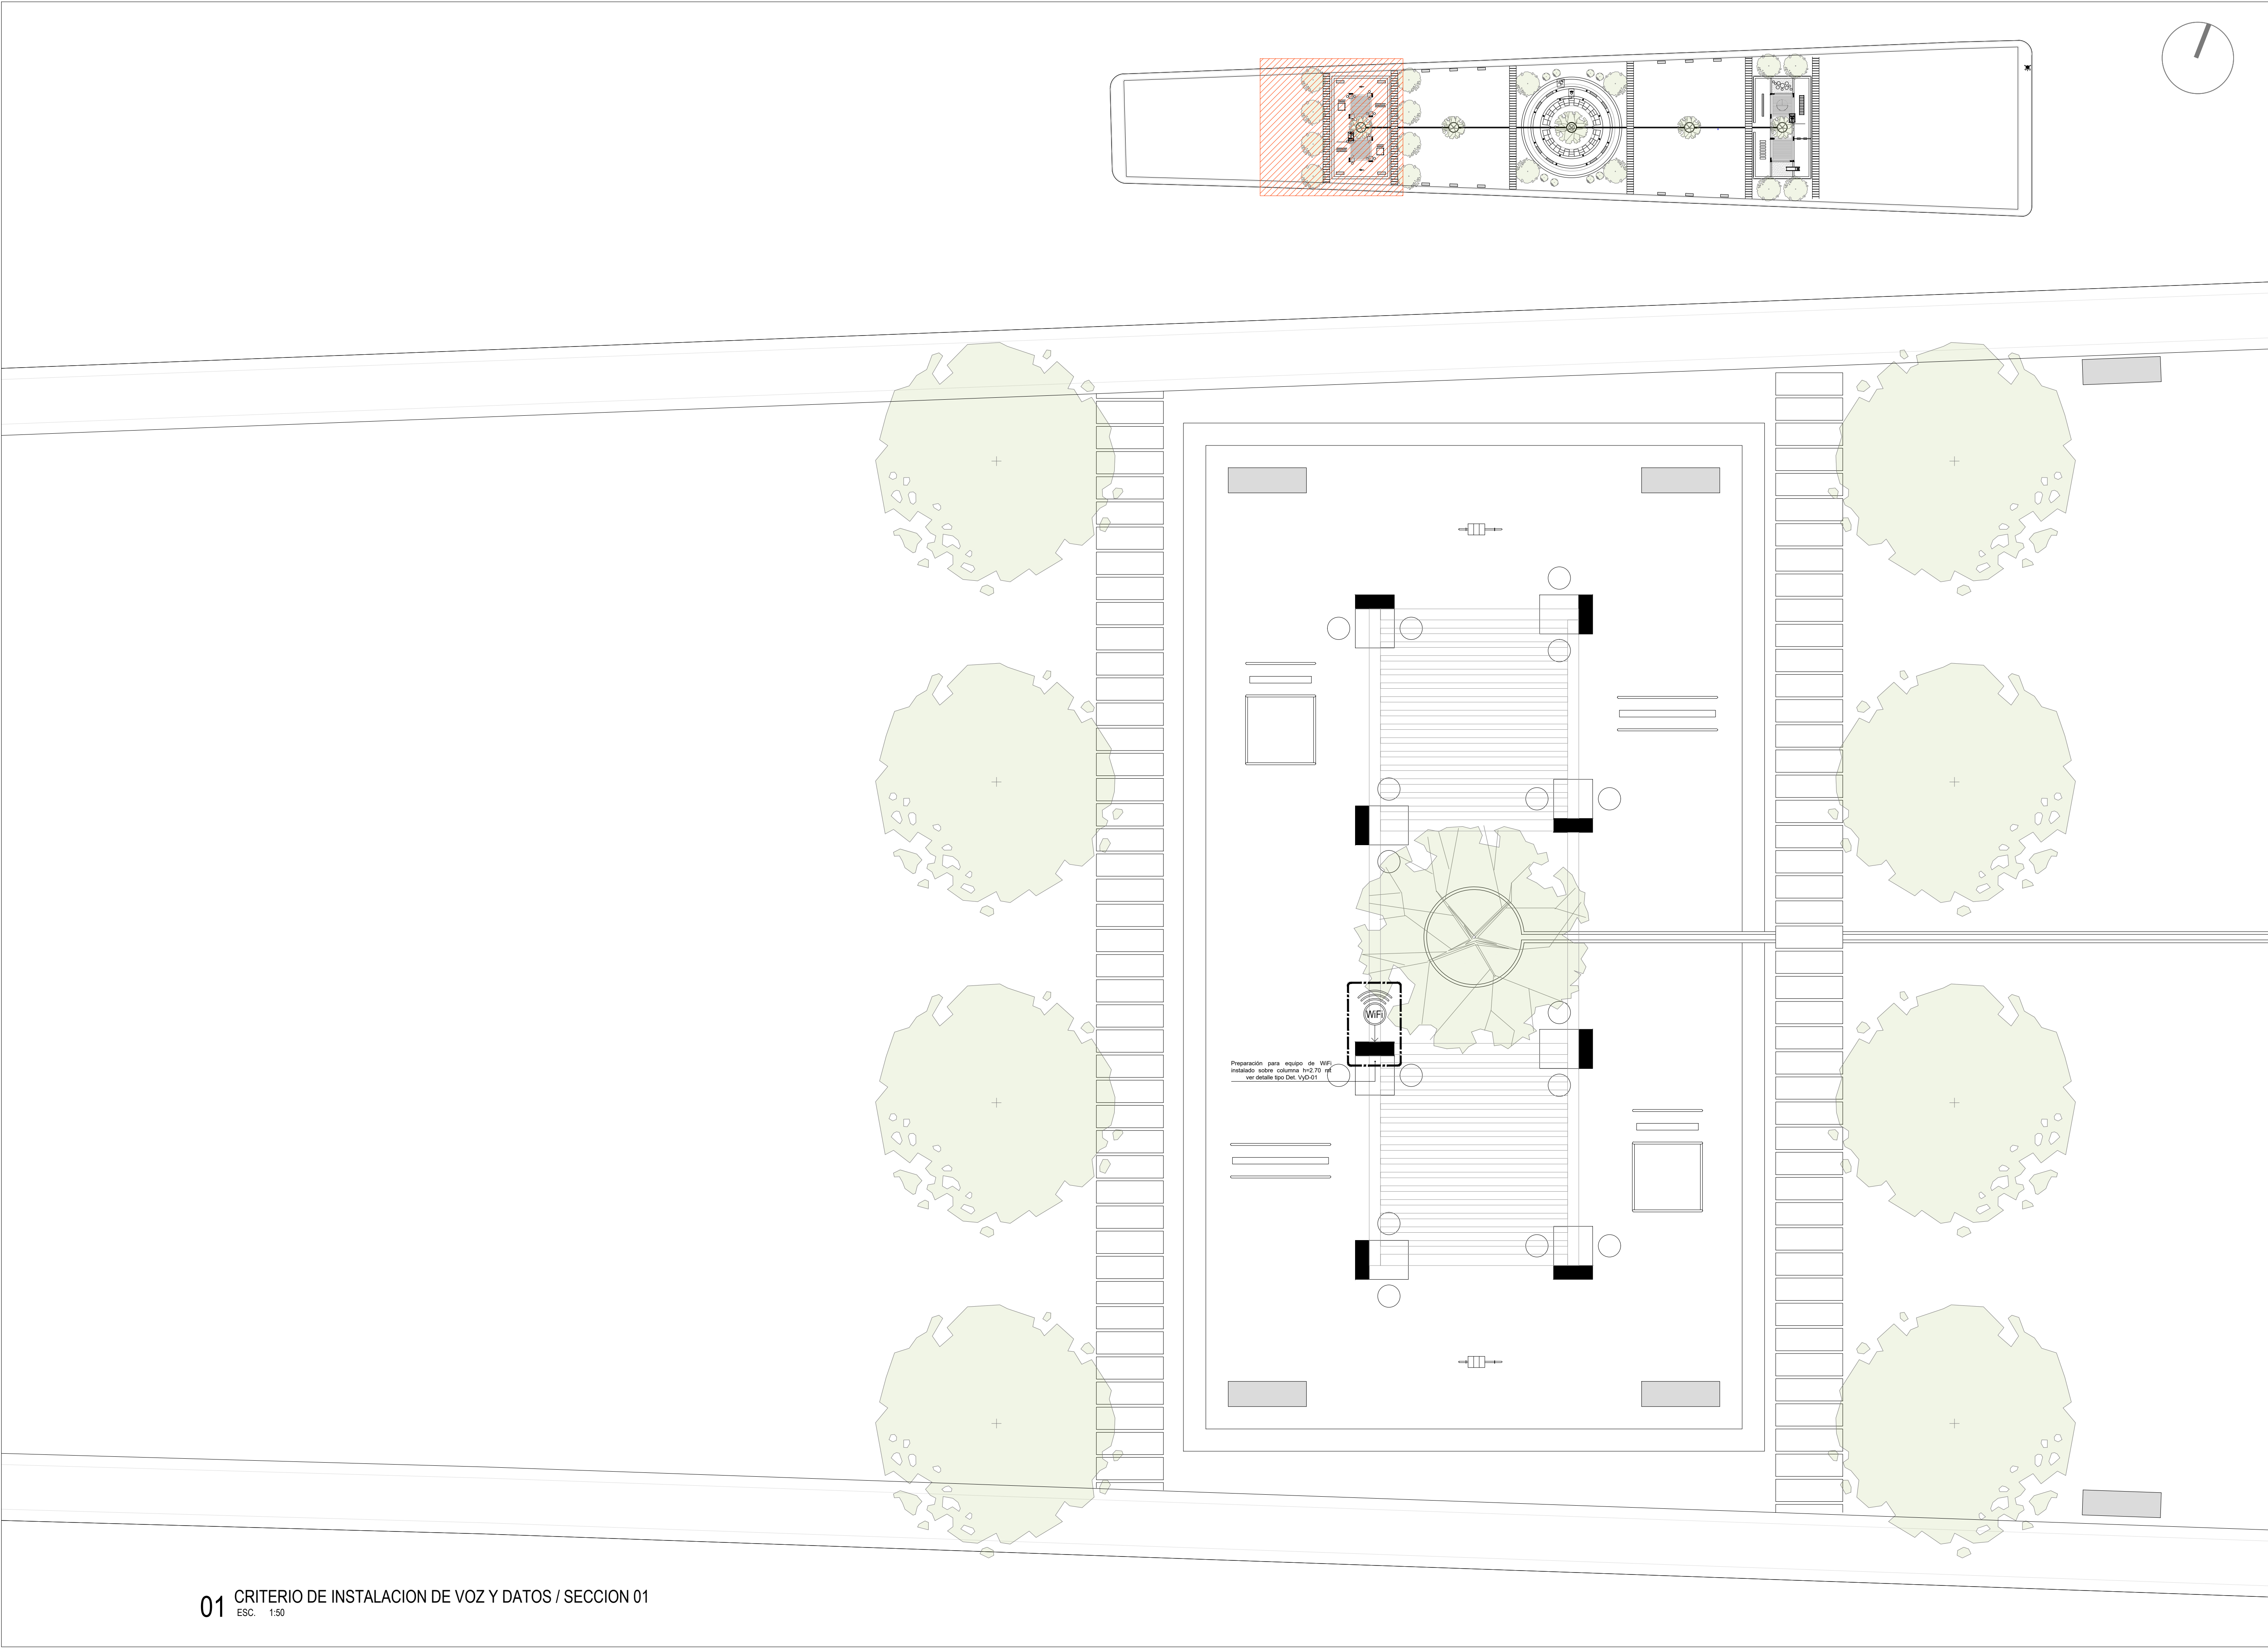 WiFi
Preparación para equipo de WiFi
instalado sobre columna h=2.70 mt
ver detalle tipo Det. VyD-01
01 CRITERIO DE INSTALACION DE VOZ Y DATOS / SECCION 01
ESC. 1:50